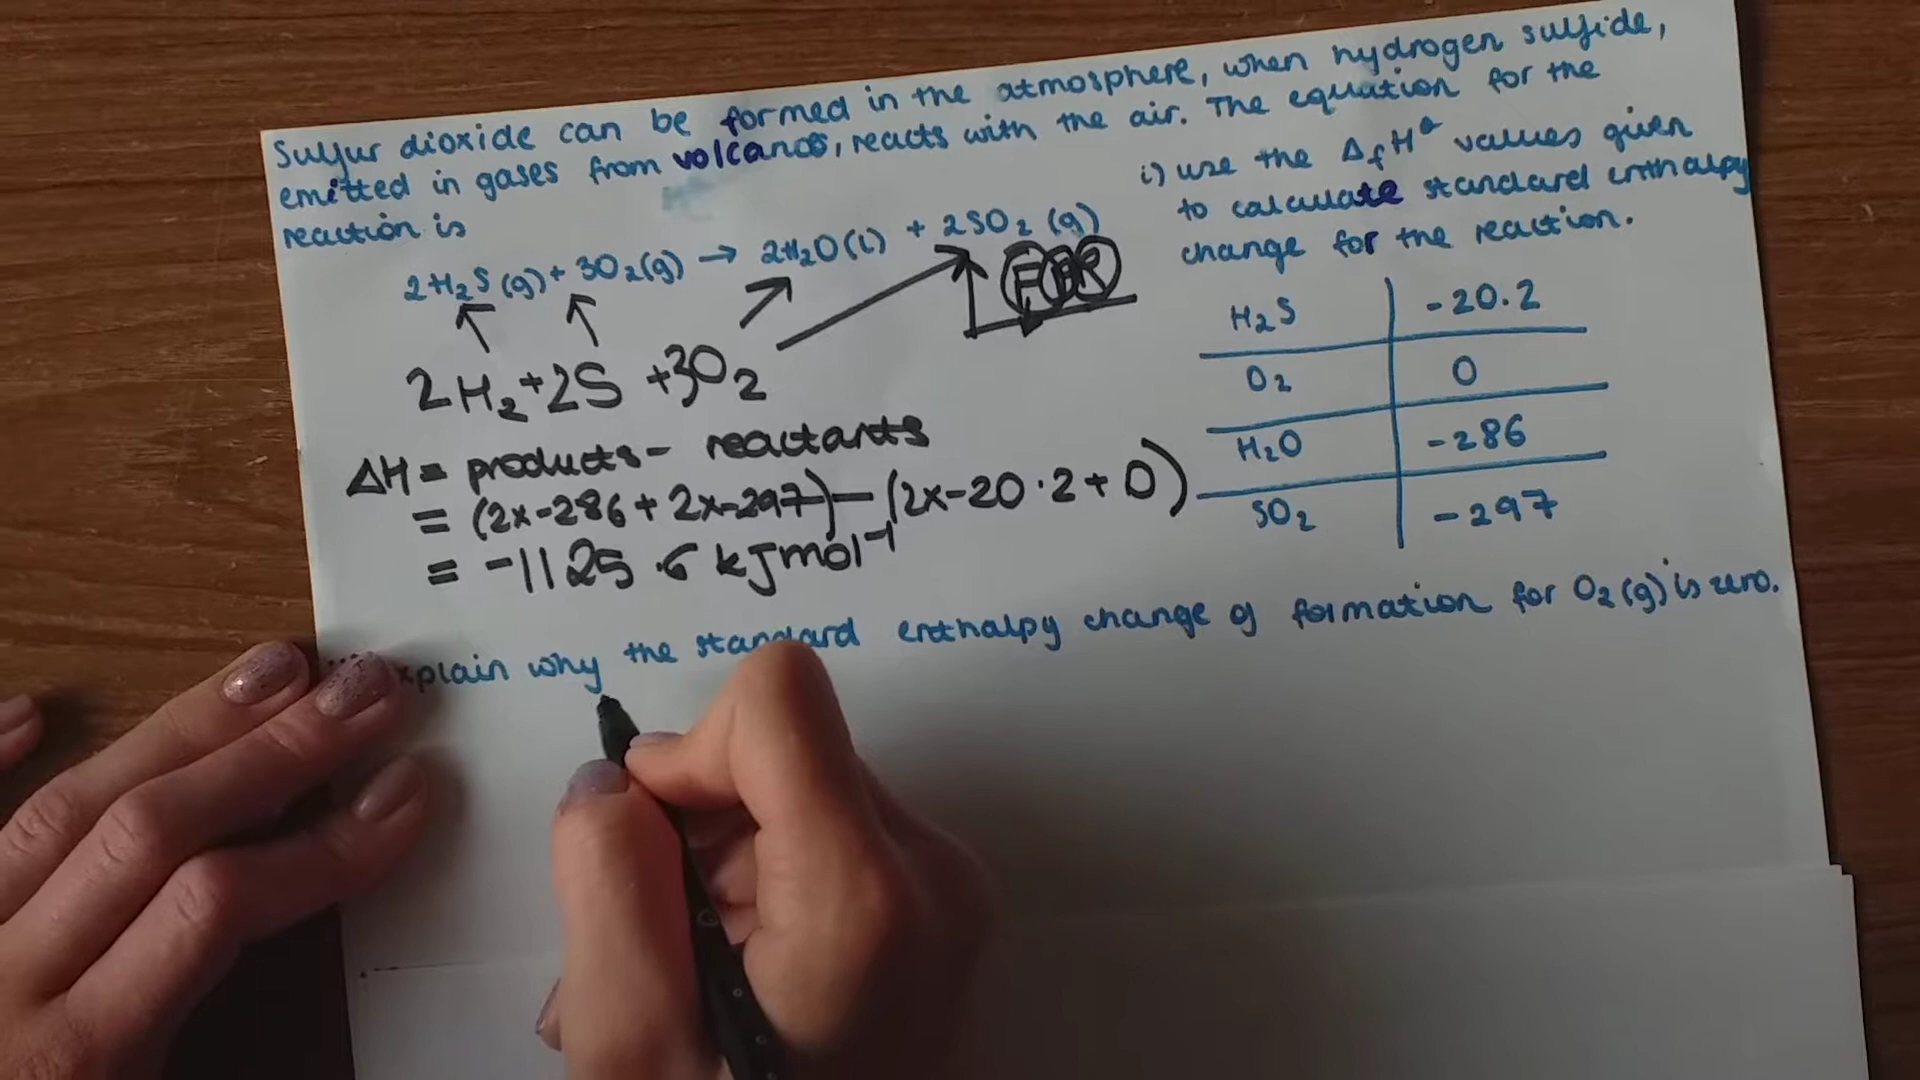 Sulfur dioxide can be formed in the atmosphere, when hydrogen sulfide,
emitted in gases from volcanos, reacts with the air. The equation for the
reaction is
2H₂S(g) + 3O₂(g) → 2H₂O(l) + 2SO₂(g)
FER
2H₂+2S +3O₂
ΔH = products - reactants
= (2x-286 + 2x-297) - (2x-20.2 + 0)
= -1125.6 kJmol⁻¹
i) use the ΔfH° values given
to calculate standard enthalpy
change for the reaction.
H₂S -20.2
O₂ 0
H₂O -286
SO₂ -297
why the standard enthalpy change of formation for O₂(g) is zero.